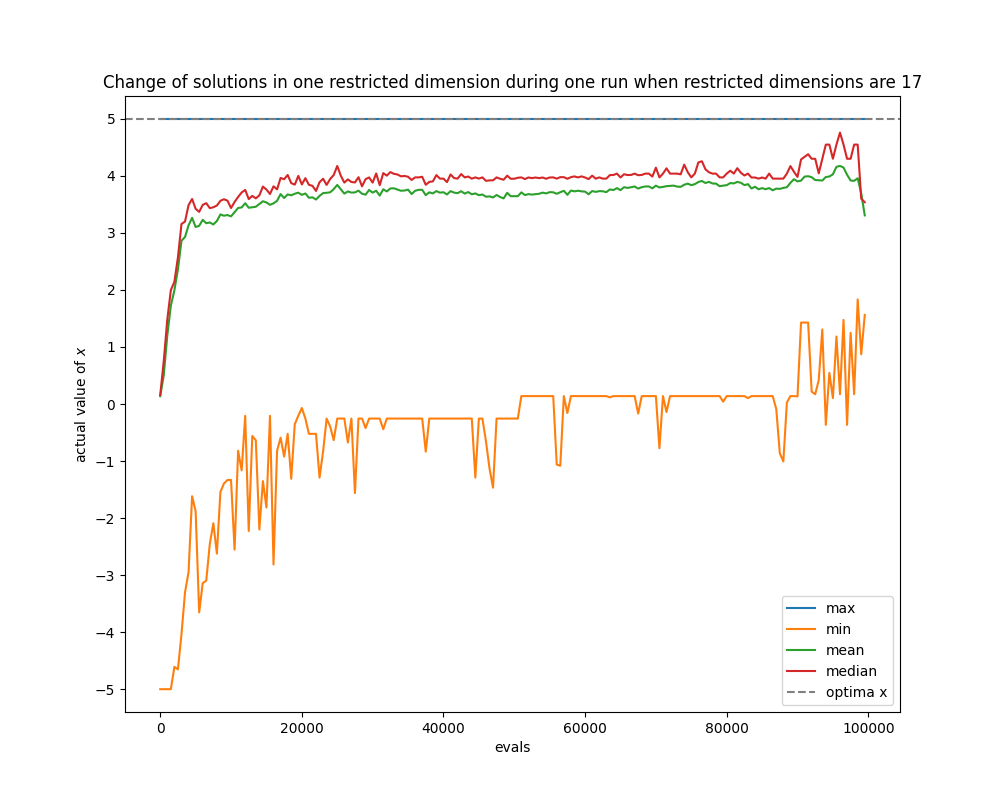 Change of solutions in one restricted dimension during one run when restricted dimensions are 17
actual value of x
5
4
3
2
1
0
−1
−2
−3
−4
−5
max
min
mean
median
optima x
0 20000 40000 60000 80000 100000
evals